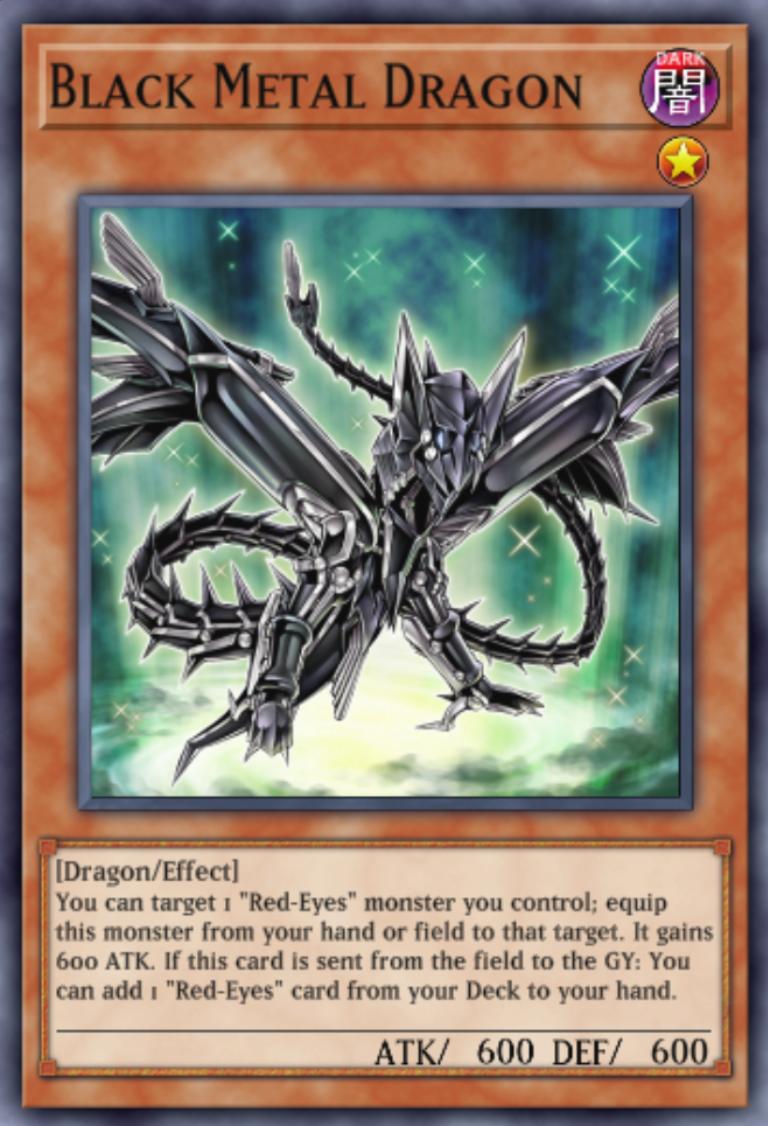 BLACK METAL DRAGON
DARK
闇
[Dragon/Effect]
You can target 1 "Red-Eyes" monster you control; equip
this monster from your hand or field to that target. It gains
600 ATK. If this card is sent from the field to the GY: You
can add 1 "Red-Eyes" card from your Deck to your hand.
ATK/ 600 DEF/ 600